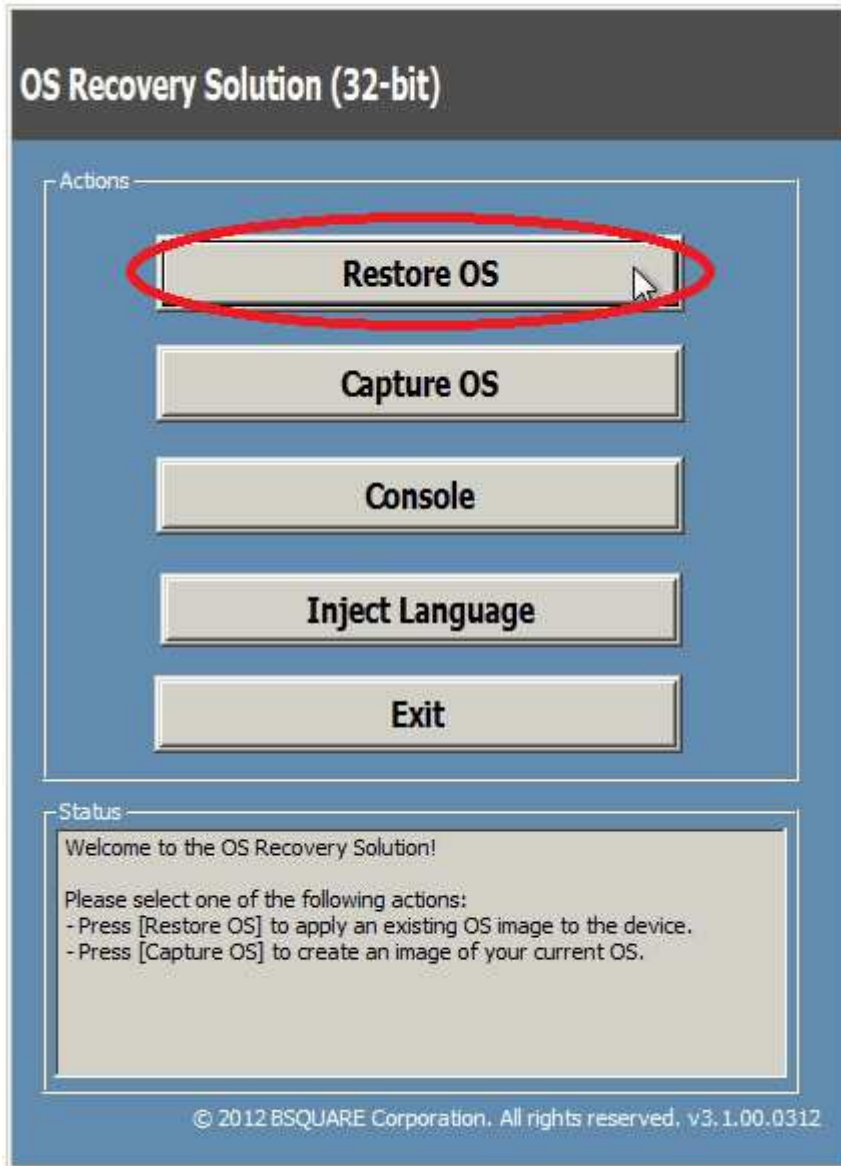 OS Recovery Solution (32-bit)
Actions
Restore OS
Capture OS
Console
Inject Language
Exit
Status
Welcome to the OS Recovery Solution!
Please select one of the following actions:
- Press [Restore OS] to apply an existing OS image to the device.
- Press [Capture OS] to create an image of your current OS.
© 2012 BSQUARE Corporation. All rights reserved. v3.1.00.0312